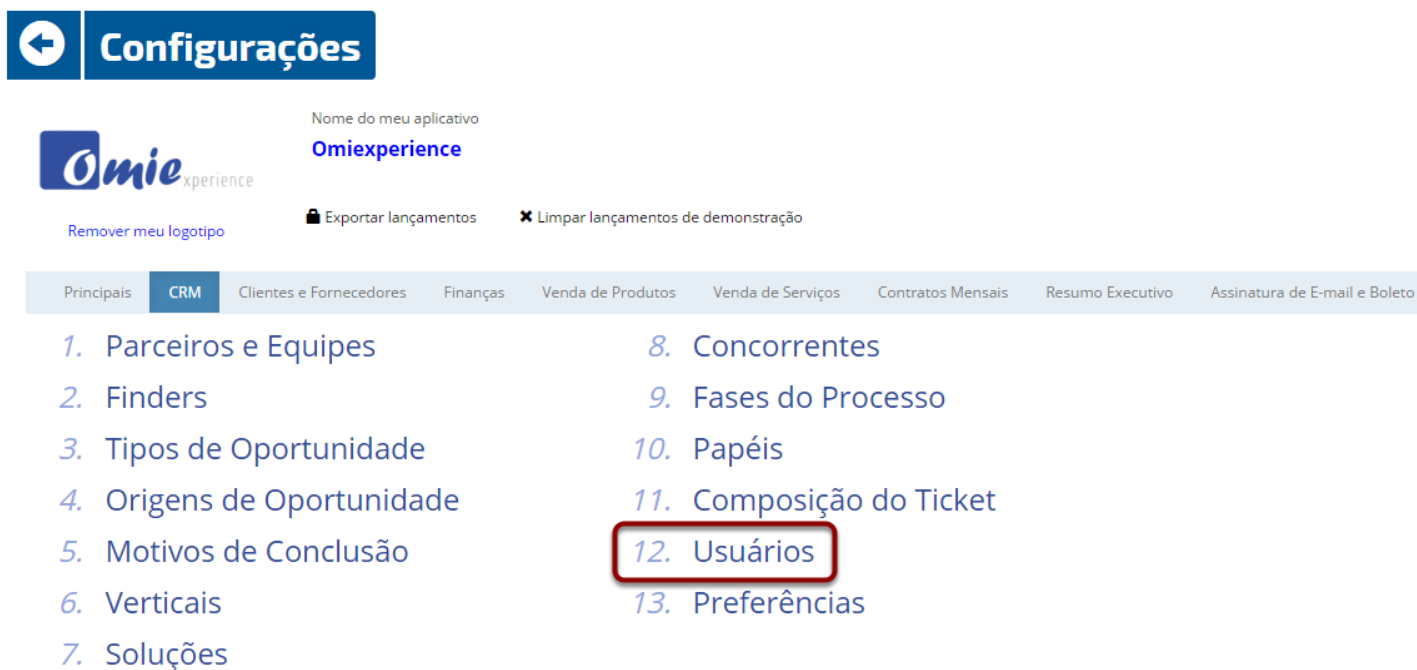 Configurações
Nome do meu aplicativo
Omiexperience
Omiexperience
Exportar lançamentos
Limpar lançamentos de demonstração
Remover meu logotipo
Principais CRM Clientes e Fornecedores Finanças Venda de Produtos Venda de Serviços Contratos Mensais Resumo Executivo Assinatura de E-mail e Boleto
1. Parceiros e Equipes
2. Finders
3. Tipos de Oportunidade
4. Origens de Oportunidade
5. Motivos de Conclusão
6. Verticais
7. Soluções
8. Concorrentes
9. Fases do Processo
10. Papéis
11. Composição do Ticket
12. Usuários
13. Preferências